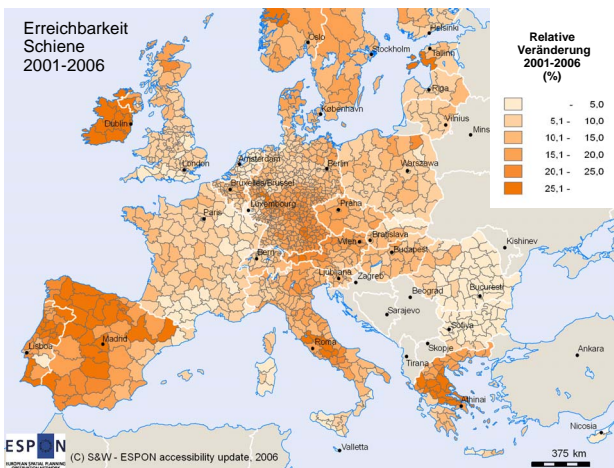 Erreichbarkeit
Schiene
2001-2006
Relative
Veränderung
2001-2006
(%)
- 5,0
5,1 - 10,0
10,1 - 15,0
15,1 - 20,0
20,1 - 25,0
25,1 -
Oslo
Helsinki
Stockholm
Tallinn
Riga
København
Vilnius
Mins
Dublin
London
Amsterdam
Berlin
Warszawa
Bruxelles/Brussel
Luxembourg
Praha
Paris
Wien
Bratislava
Budapest
Kishinev
Bern
Ljubljana
Zagreb
Beograd
Bucuresti
Sarajevo
Sofiya
Madrid
Lisboa
Roma
Skopje
Tirana
Ankara
Athinai
Nicosia
Valletta
ESPON
(C) S&W - ESPON accessibility update, 2006
375 km